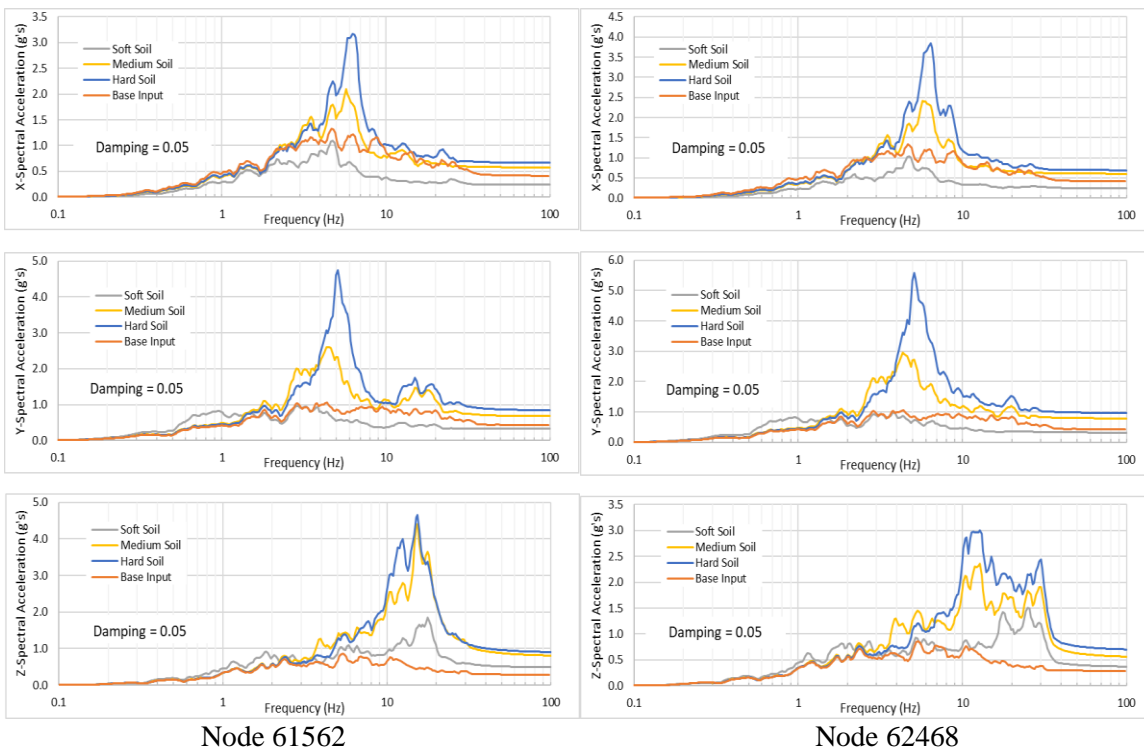 X-Spectral Acceleration (g's)
3.5
3.0
2.5
2.0
1.5
1.0
0.5
0.0
Soft Soil
Medium Soil
Hard Soil
Base Input
Damping = 0.05
0.1
1
10
100
Frequency (Hz)
X-Spectral Acceleration (g's)
4.5
4.0
3.5
3.0
2.5
2.0
1.5
1.0
0.5
0.0
Soft Soil
Medium Soil
Hard Soil
Base Input
Damping = 0.05
0.1
1
10
100
Frequency (Hz)
Y-Spectral Acceleration (g's)
5.0
4.0
3.0
2.0
1.0
0.0
Soft Soil
Medium Soil
Hard Soil
Base Input
Damping = 0.05
0.1
1
10
100
Frequency (Hz)
Y-Spectral Acceleration (g's)
6.0
5.0
4.0
3.0
2.0
1.0
0.0
Soft Soil
Medium Soil
Hard Soil
Base Input
Damping = 0.05
0.1
1
10
100
Frequency (Hz)
Z-Spectral Acceleration (g's)
5.0
4.0
3.0
2.0
1.0
0.0
Soft Soil
Medium Soil
Hard Soil
Base Input
Damping = 0.05
0.1
1
10
100
Frequency (Hz)
Z-Spectral Acceleration (g's)
3.5
3.0
2.5
2.0
1.5
1.0
0.5
0.0
Soft Soil
Medium Soil
Hard Soil
Base Input
Damping = 0.05
0.1
1
10
100
Frequency (Hz)
Node 61562
Node 62468